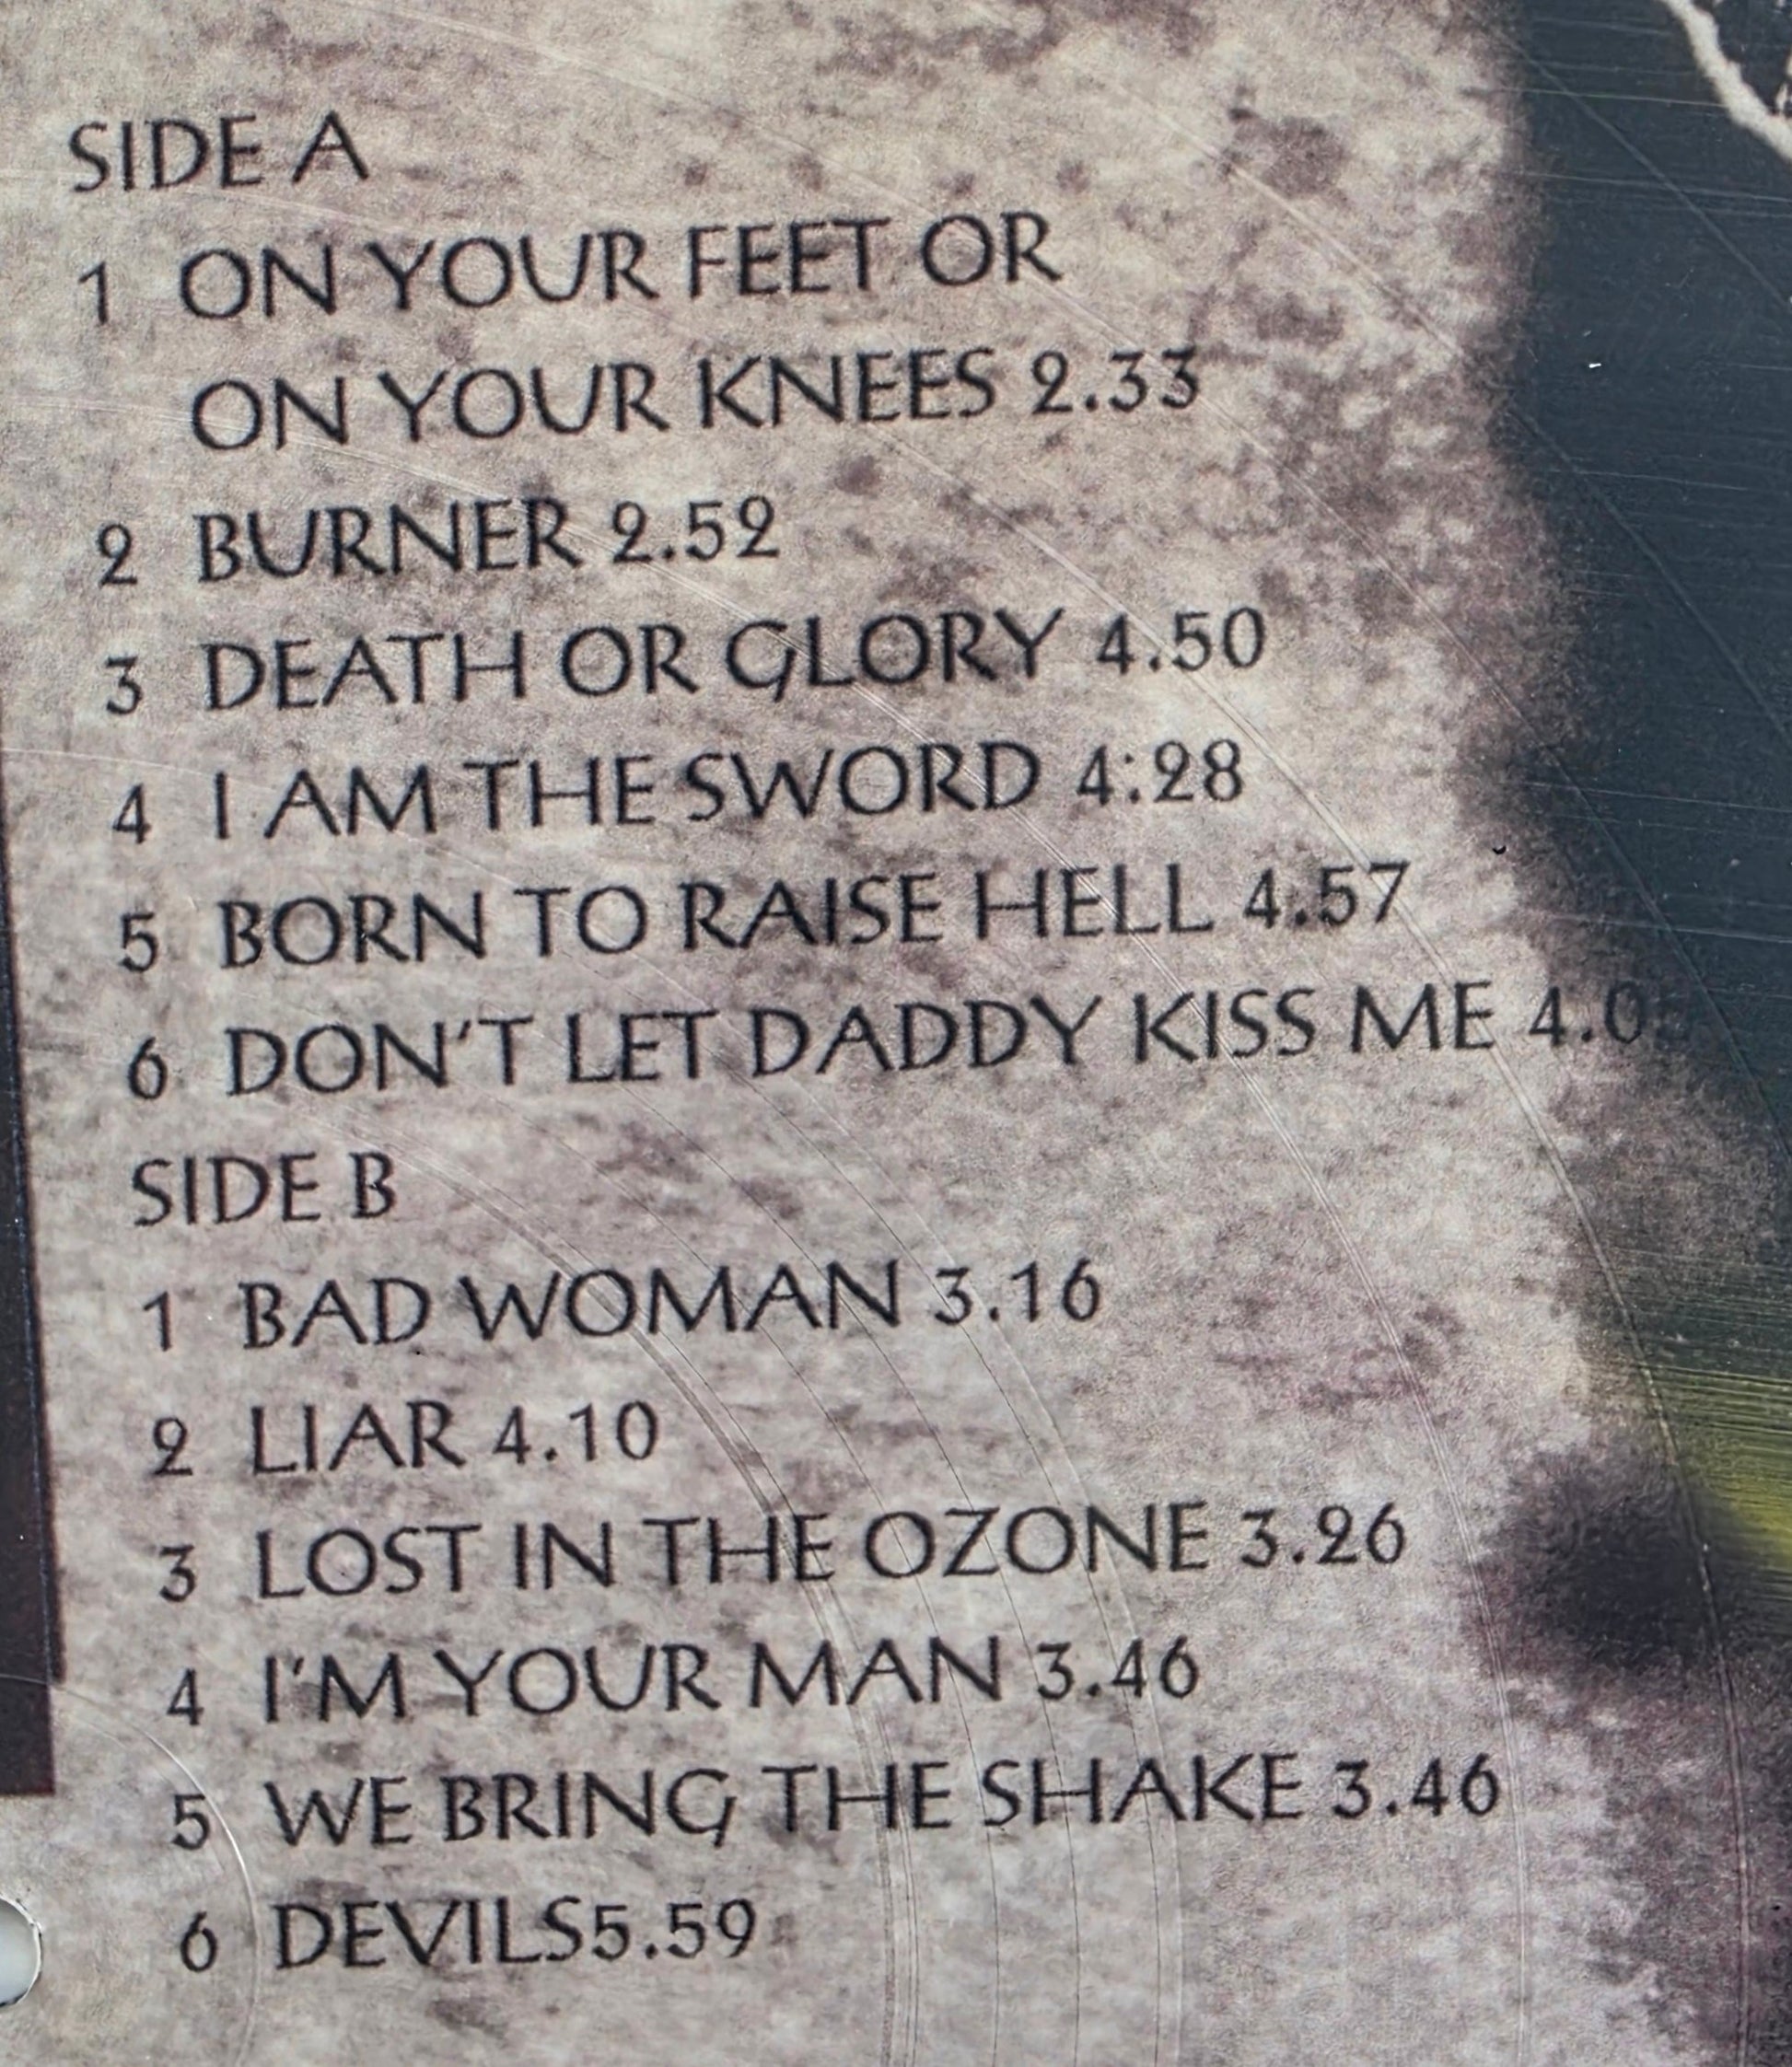 SIDE A
1 ON YOUR FEET OR
ON YOUR KNEES 2.33
2 BURNER 2.52
3 DEATH OR GLORY 4.50
4 I AM THE SWORD 4:28
5 BORN TO RAISE HELL 4.57
6 DON'T LET DADDY KISS ME 4.05
SIDE B
1 BAD WOMAN 3.16
2 LIAR 4.10
3 LOST IN THE OZONE 3.26
4 I'M YOUR MAN 3.46
5 WE BRING THE SHAKE 3.46
6 DEVILS5.59